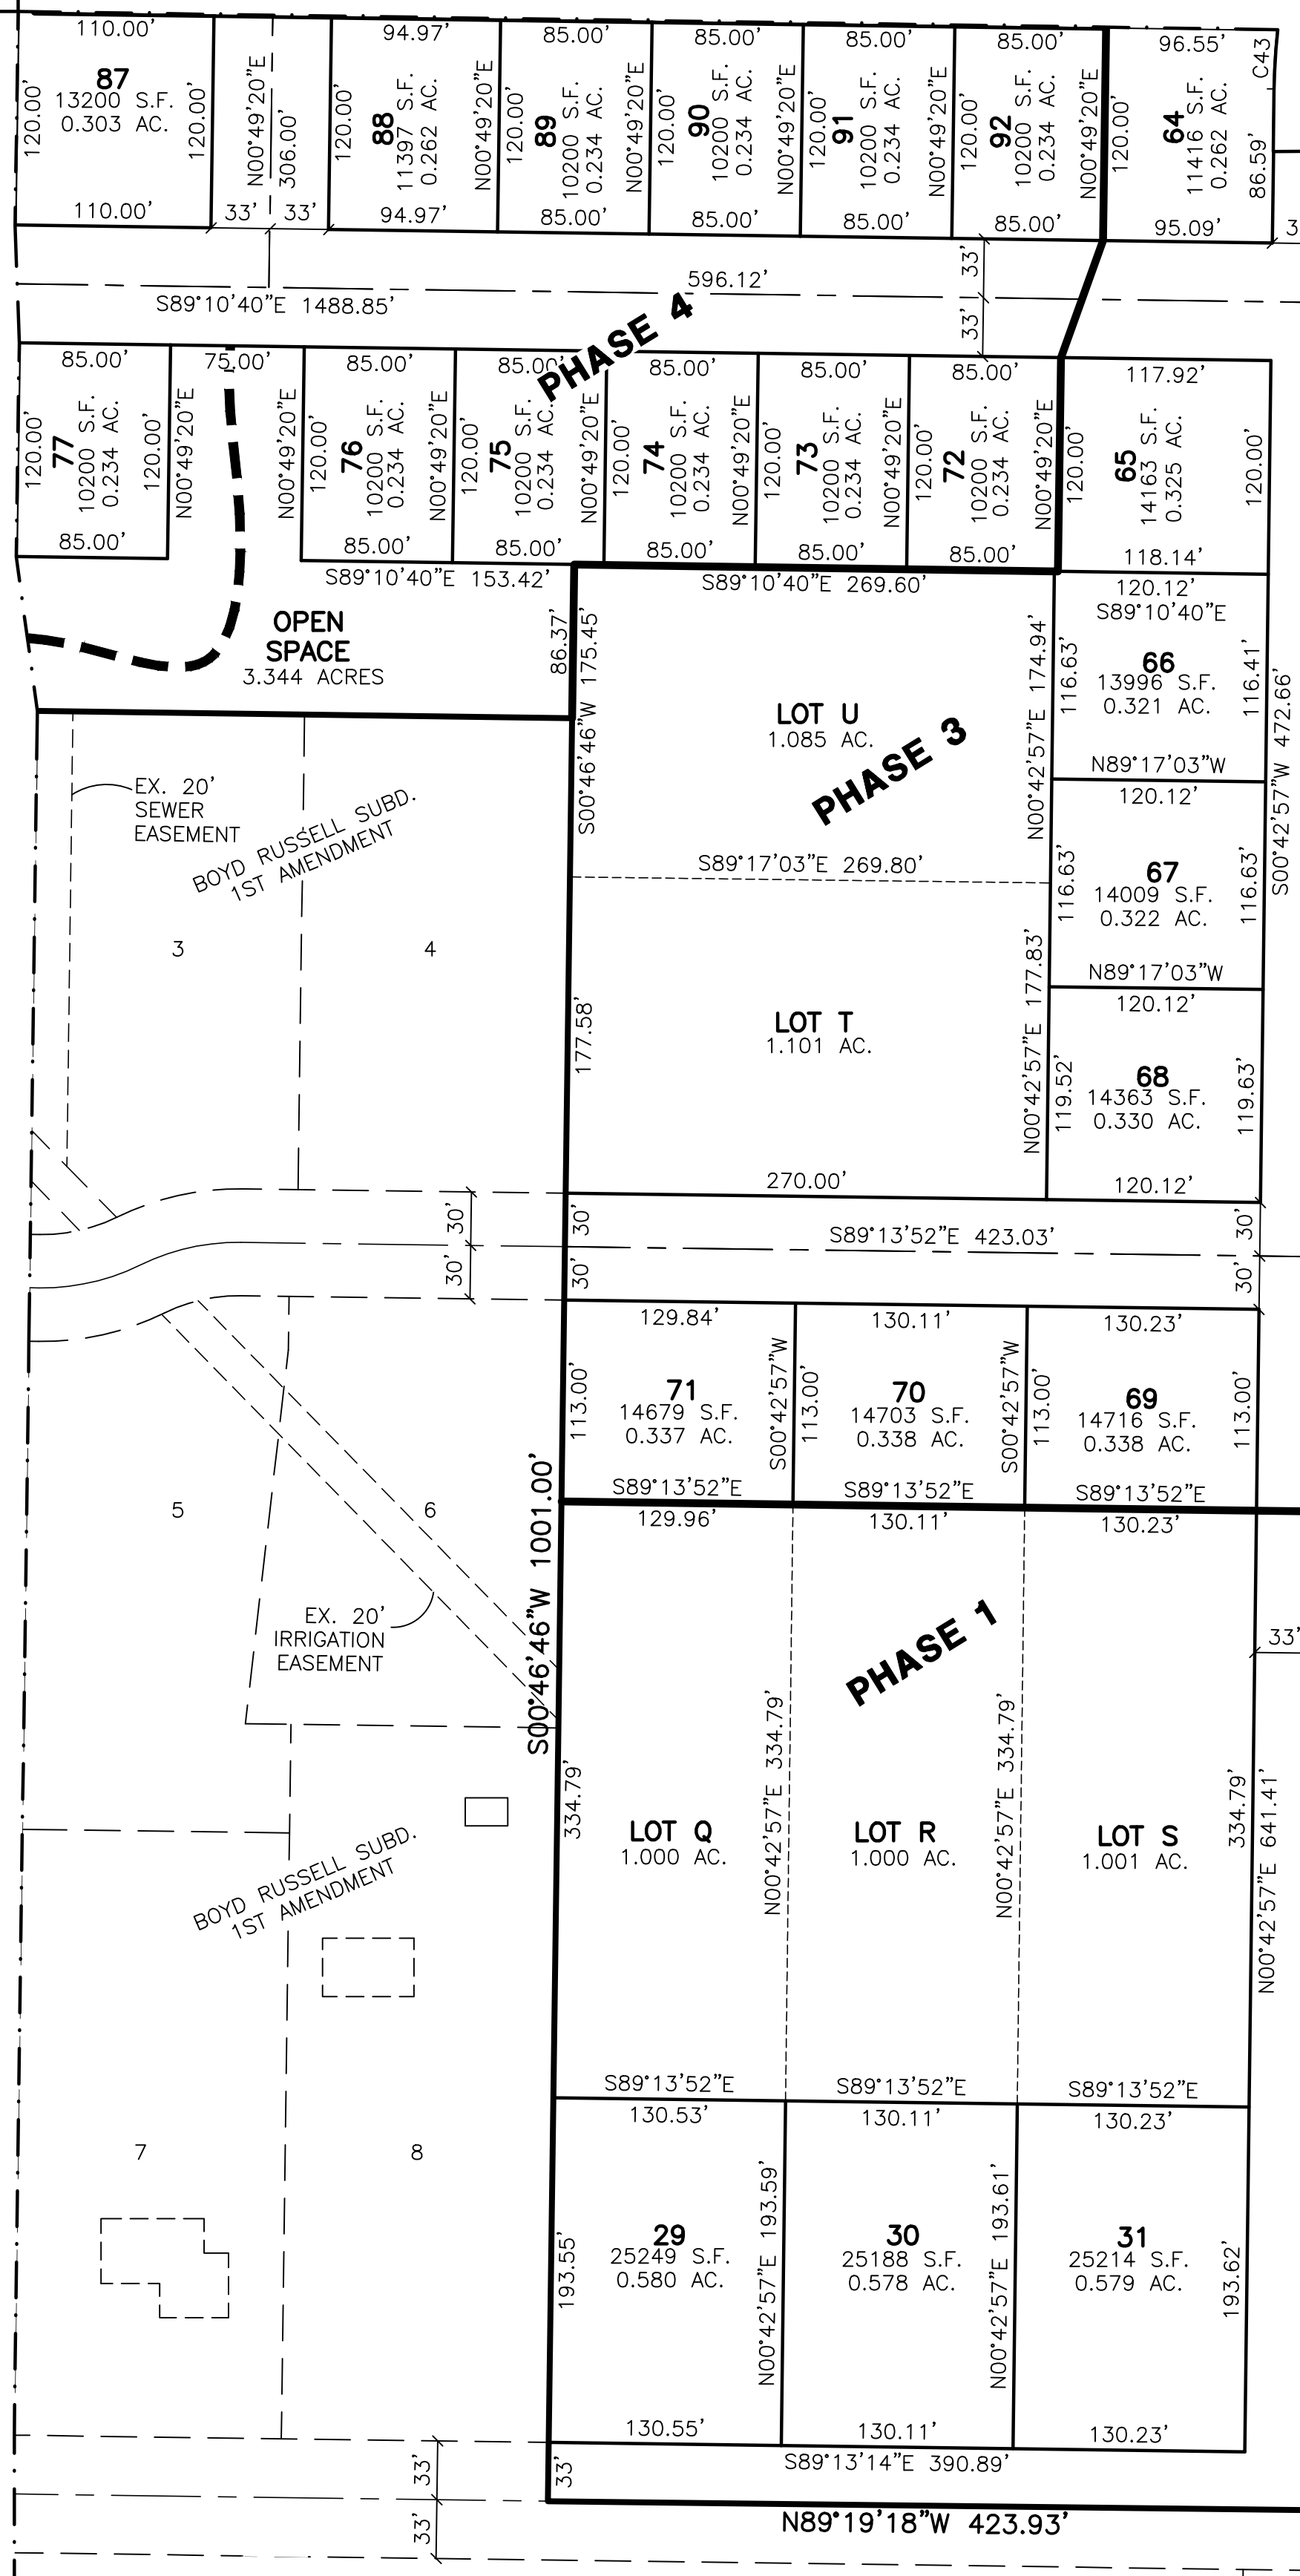 110.00'
87
13200 S.F.
0.303 AC.
120.00'
120.00'
110.00'
N00°49'20"E
306.00'
33'
33'
94.97'
120.00'
88
11397 S.F.
0.262 AC.
N00°49'20"E
94.97'
85.00'
120.00'
89
10200 S.F.
0.234 AC.
N00°49'20"E
85.00'
85.00'
120.00'
90
10200 S.F.
0.234 AC.
N00°49'20"E
85.00'
85.00'
120.00'
91
10200 S.F.
0.234 AC.
N00°49'20"E
85.00'
85.00'
120.00'
92
10200 S.F.
0.234 AC.
N00°49'20"E
85.00'
96.55'
120.00'
64
11416 S.F.
0.262 AC.
C43
86.59'
95.09'
3
33'
33'
596.12'
S89°10'40"E 1488.85'
PHASE 4
85.00'
120.00'
77
10200 S.F.
0.234 AC.
120.00'
N00°49'20"E
85.00'
75.00'
N00°49'20"E
85.00'
120.00'
76
10200 S.F.
0.234 AC.
N00°49'20"E
85.00'
85.00'
120.00'
75
10200 S.F.
0.234 AC.
N00°49'20"E
85.00'
85.00'
120.00'
74
10200 S.F.
0.234 AC.
N00°49'20"E
85.00'
85.00'
120.00'
73
10200 S.F.
0.234 AC.
N00°49'20"E
85.00'
85.00'
120.00'
72
10200 S.F.
0.234 AC.
N00°49'20"E
85.00'
117.92'
120.00'
65
14163 S.F.
0.325 AC.
120.00'
118.14'
S89°10'40"E 153.42'
OPEN
SPACE
3.344 ACRES
86.37'
S00°46'46"W 175.45'
S89°10'40"E 269.60'
LOT U
1.085 AC.
PHASE 3
N00°42'57"E 174.94'
120.12'
S89°10'40"E
116.63'
66
13996 S.F.
0.321 AC.
116.41'
N89°17'03"W
S00°42'57"W 472.66'
120.12'
116.63'
67
14009 S.F.
0.322 AC.
116.63'
N89°17'03"W
120.12'
119.52'
68
14363 S.F.
0.330 AC.
119.63'
120.12'
EX. 20'
SEWER
EASEMENT
BOYD RUSSELL SUBD.
1ST AMENDMENT
3
4
S89°17'03"E 269.80'
177.58'
LOT T
1.101 AC.
N00°42'57"E 177.83'
270.00'
30'
30'
30'
30'
S89°13'52"E 423.03'
30'
30'
129.84'
113.00'
71
14679 S.F.
0.337 AC.
S00°42'57"W
S89°13'52"E
130.11'
113.00'
70
14703 S.F.
0.338 AC.
S00°42'57"W
S89°13'52"E
130.23'
113.00'
69
14716 S.F.
0.338 AC.
113.00'
S89°13'52"E
5
6
EX. 20'
IRRIGATION
EASEMENT
S00°46'46"W 1001.00'
129.96'
130.11'
130.23'
PHASE 1
33'
334.79'
LOT Q
1.000 AC.
N00°42'57"E 334.79'
LOT R
1.000 AC.
N00°42'57"E 334.79'
LOT S
1.001 AC.
334.79'
N00°42'57"E 641.41'
BOYD RUSSELL SUBD.
1ST AMENDMENT
S89°13'52"E
S89°13'52"E
S89°13'52"E
7
8
130.53'
193.55'
29
25249 S.F.
0.580 AC.
N00°42'57"E 193.59'
130.55'
130.11'
30
25188 S.F.
0.578 AC.
N00°42'57"E 193.61'
130.11'
130.23'
31
25214 S.F.
0.579 AC.
193.62'
130.23'
33'
33'
33'
S89°13'14"E 390.89'
N89°19'18"W 423.93'